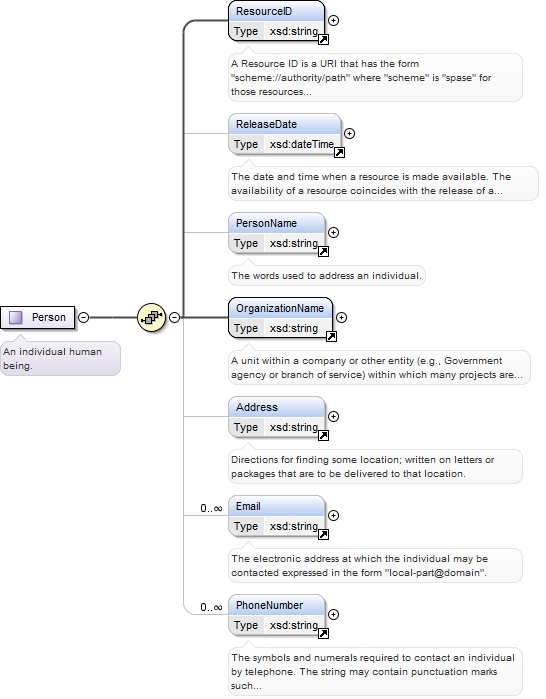 ResourceID
Type xsd:string
A Resource ID is a URI that has the form
"scheme://authority/path" where "scheme" is "spase" for
those resources...
ReleaseDate
Type xsd:dateTime
The date and time when a resource is made available. The
availability of a resource coincides with the release of a...
PersonName
Type xsd:string
The words used to address an individual.
Person
An individual human
being.
OrganizationName
Type xsd:string
A unit within a company or other entity (e.g., Government
agency or branch of service) within which many projects are...
Address
Type xsd:string
Directions for finding some location; written on letters or
packages that are to be delivered to that location.
0..∞
Email
Type xsd:string
The electronic address at which the individual may be
contacted expressed in the form "local-part@domain".
0..∞
PhoneNumber
Type xsd:string
The symbols and numerals required to contact an individual
by telephone. The string may contain punctuation marks
such...